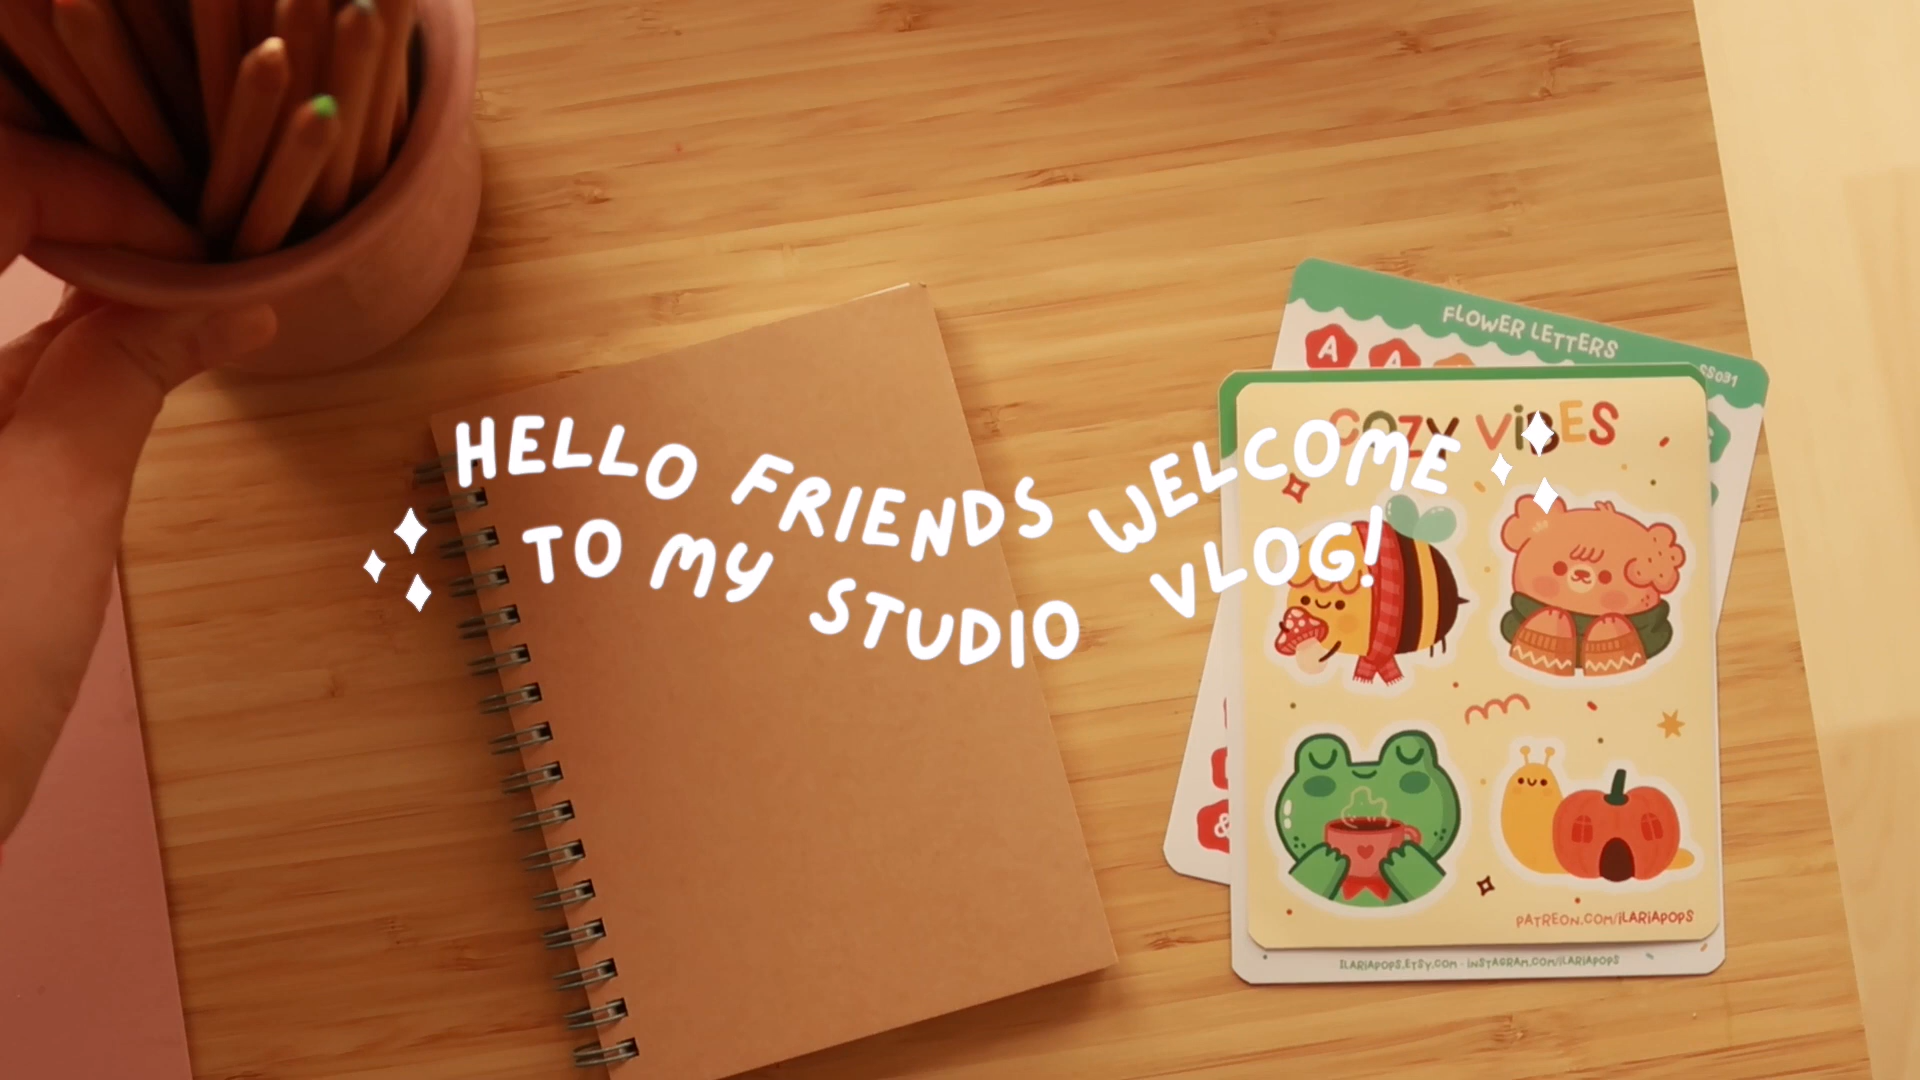 HELLO FRIENDS WELCOME
TO MY STUDIO VLOG!
FLOWER LETTERS
SS031
A A
COZY ViBES
&
PATREON.COM/ILARIAPOPS
ILARIAPOPS.ETSY.COM · INSTAGRAM.COM/ILARIAPOPS